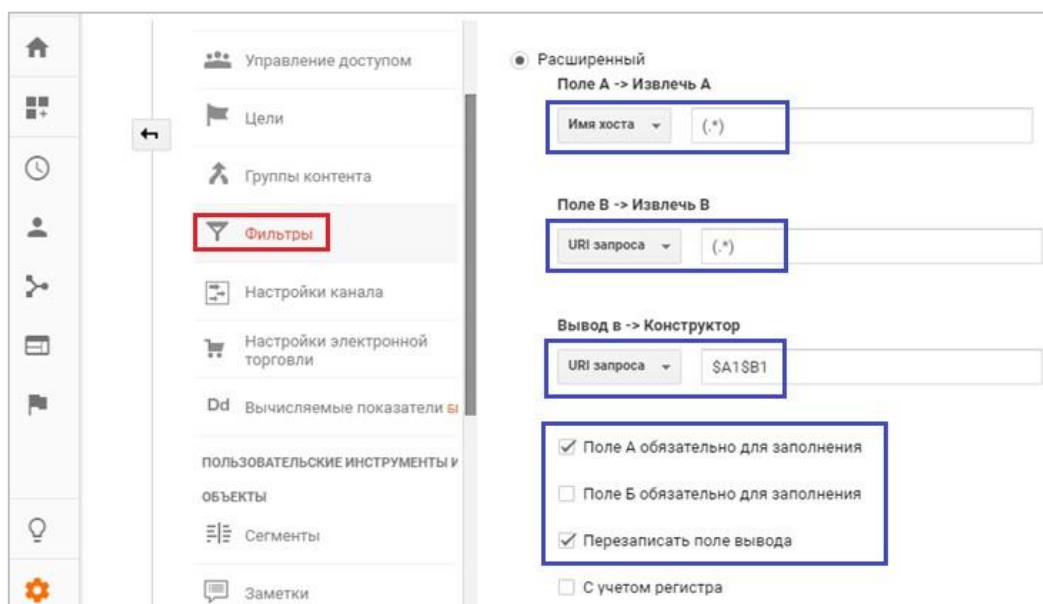 Управление доступом
Цели
Группы контента
Фильтры
Настройки канала
Настройки электронной
торговли
Dd Вычисляемые показатели
ПОЛЬЗОВАТЕЛЬСКИЕ ИНСТРУМЕНТЫ И
ОБЪЕКТЫ
Сегменты
Заметки
Расширенный
Поле A -> Извлечь A
Имя хоста (.*)
Поле B -> Извлечь B
URI запроса (.*)
Вывод в -> Конструктор
URI запроса $A1$B1
Поле A обязательно для заполнения
Поле Б обязательно для заполнения
Перезаписать поле вывода
С учетом регистра